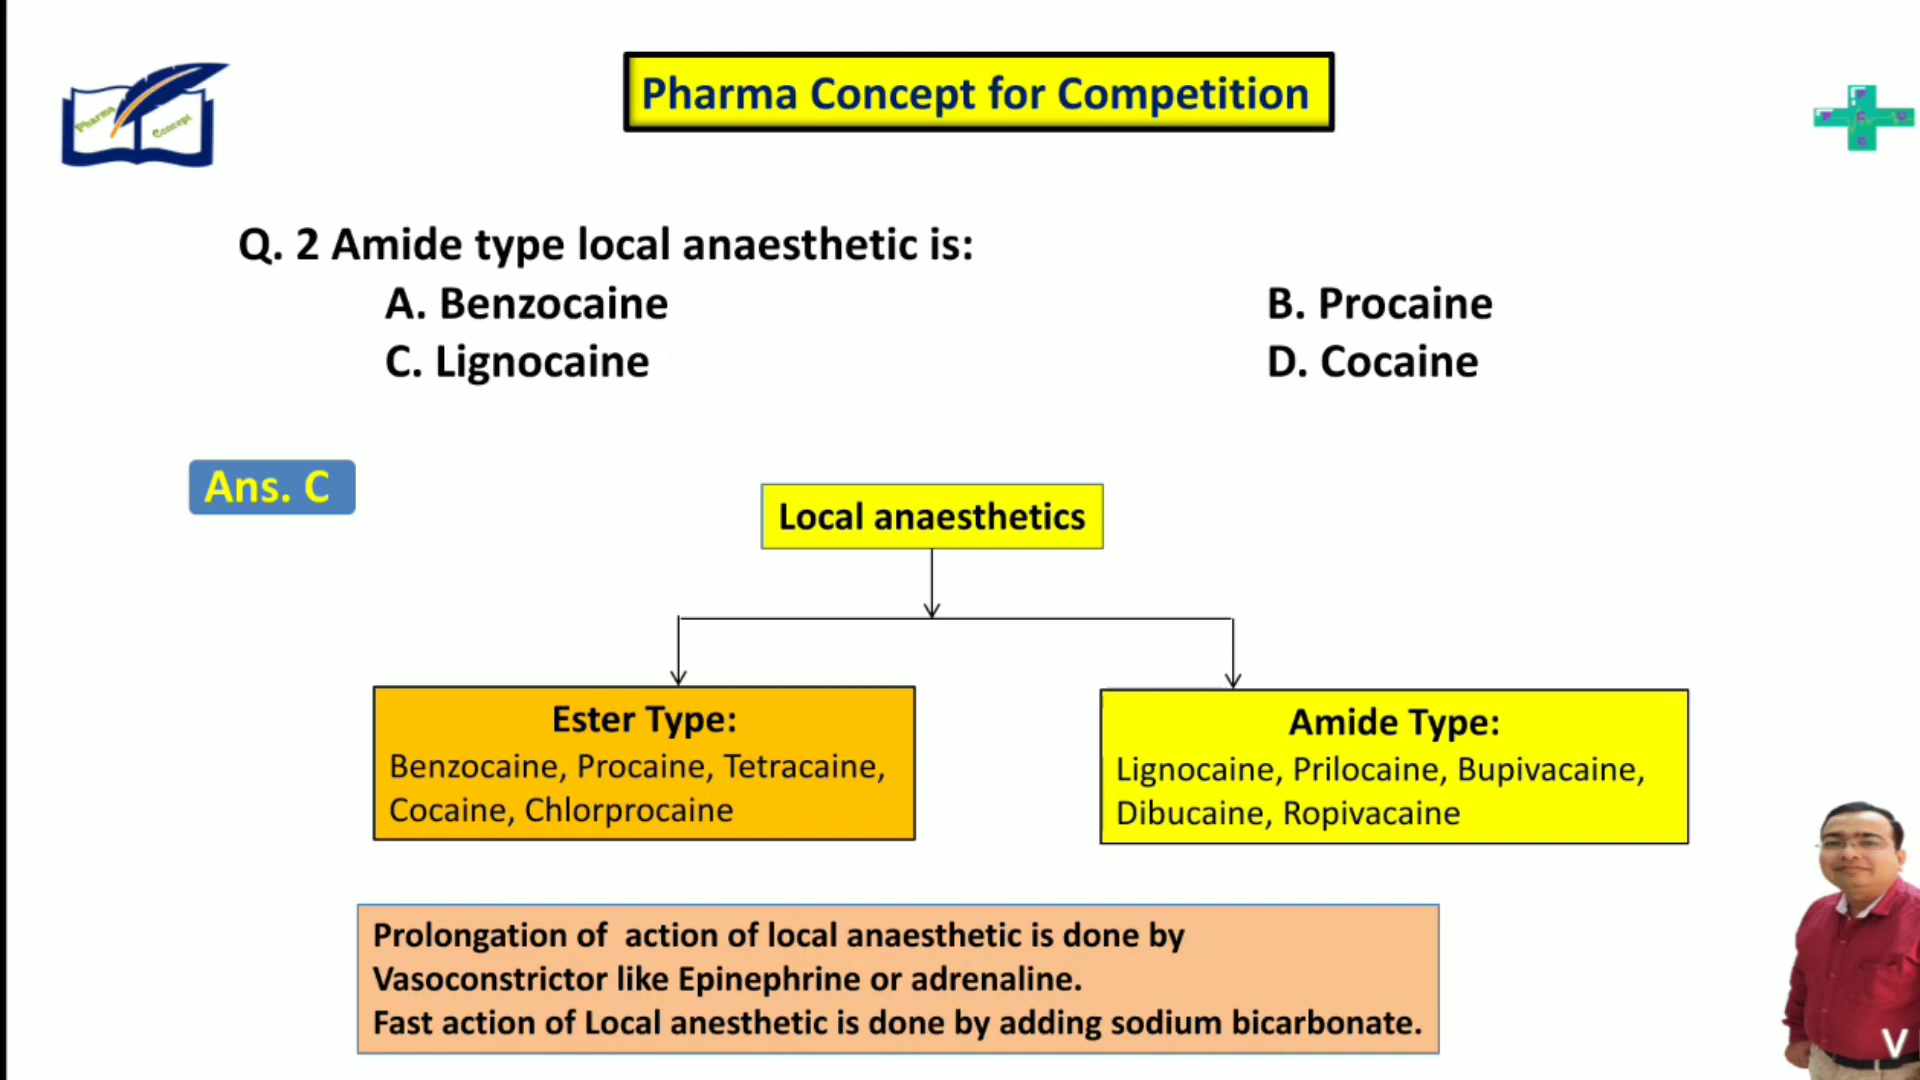 Pharma Concept for Competition
Pharma
Concept
P
P C C
C
Q. 2 Amide type local anaesthetic is:
A. Benzocaine
B. Procaine
C. Lignocaine
D. Cocaine
Ans. C
Local anaesthetics
Ester Type:
Benzocaine, Procaine, Tetracaine,
Cocaine, Chlorprocaine
Amide Type:
Lignocaine, Prilocaine, Bupivacaine,
Dibucaine, Ropivacaine
Prolongation of action of local anaesthetic is done by
Vasoconstrictor like Epinephrine or adrenaline.
Fast action of Local anesthetic is done by adding sodium bicarbonate.
V